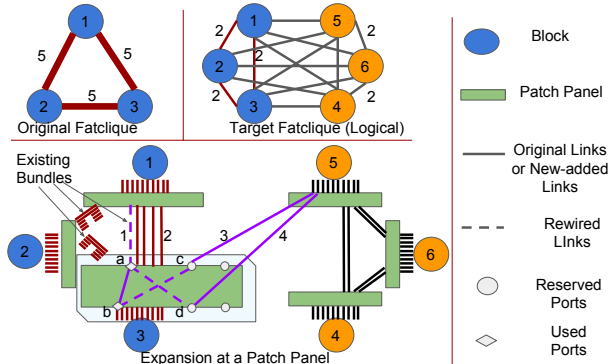 1
5
5
2
5
3
Original Fatclique
1
5
2
2
2
2
6
2
2
3
4
Target Fatclique (Logical)
Block
Patch Panel
Original Links
or New-added
Links
Rewired
LInks
Reserved
Ports
Used
Ports
Existing
Bundles
1
5
1
2
3
4
2
a
c
6
b
d
3
4
Expansion at a Patch Panel